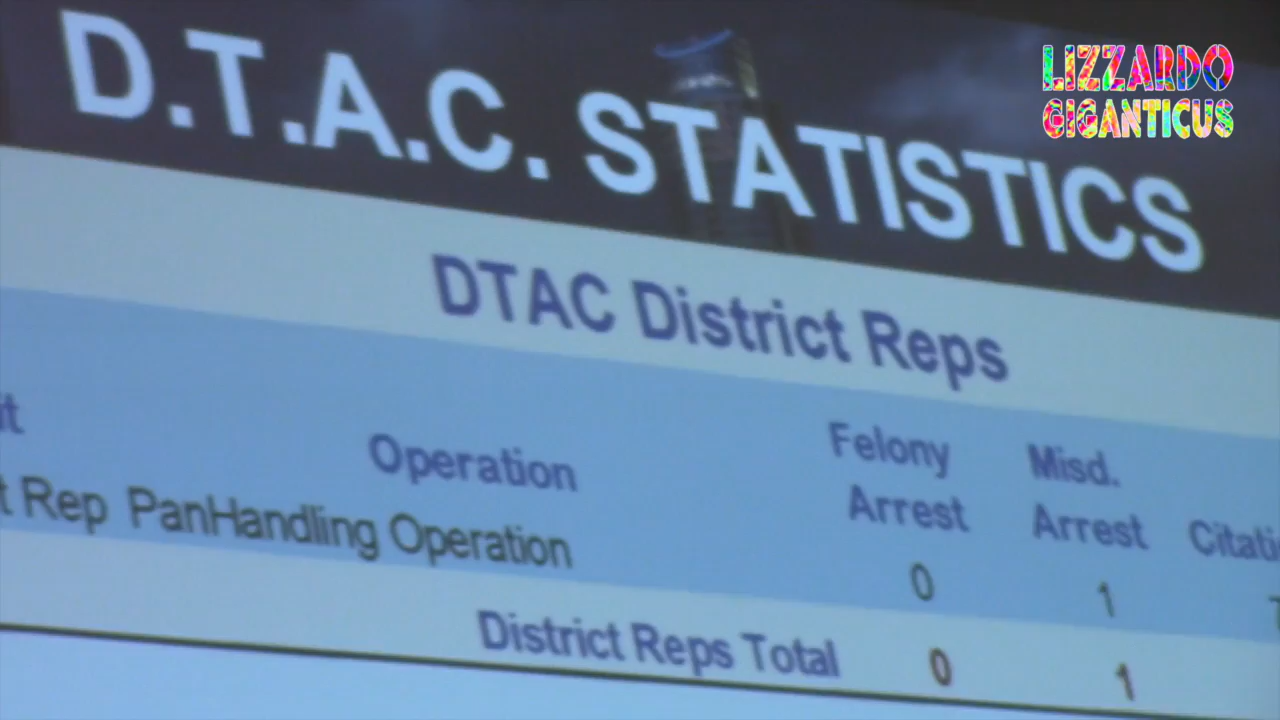 LIZZARDO
GIGANTICUS
D.T.A.C. STATISTICS
DTAC District Reps
Operation Felony Arrest Misd. Arrest
Rep PanHandling Operation 0 1
District Reps Total 0 1